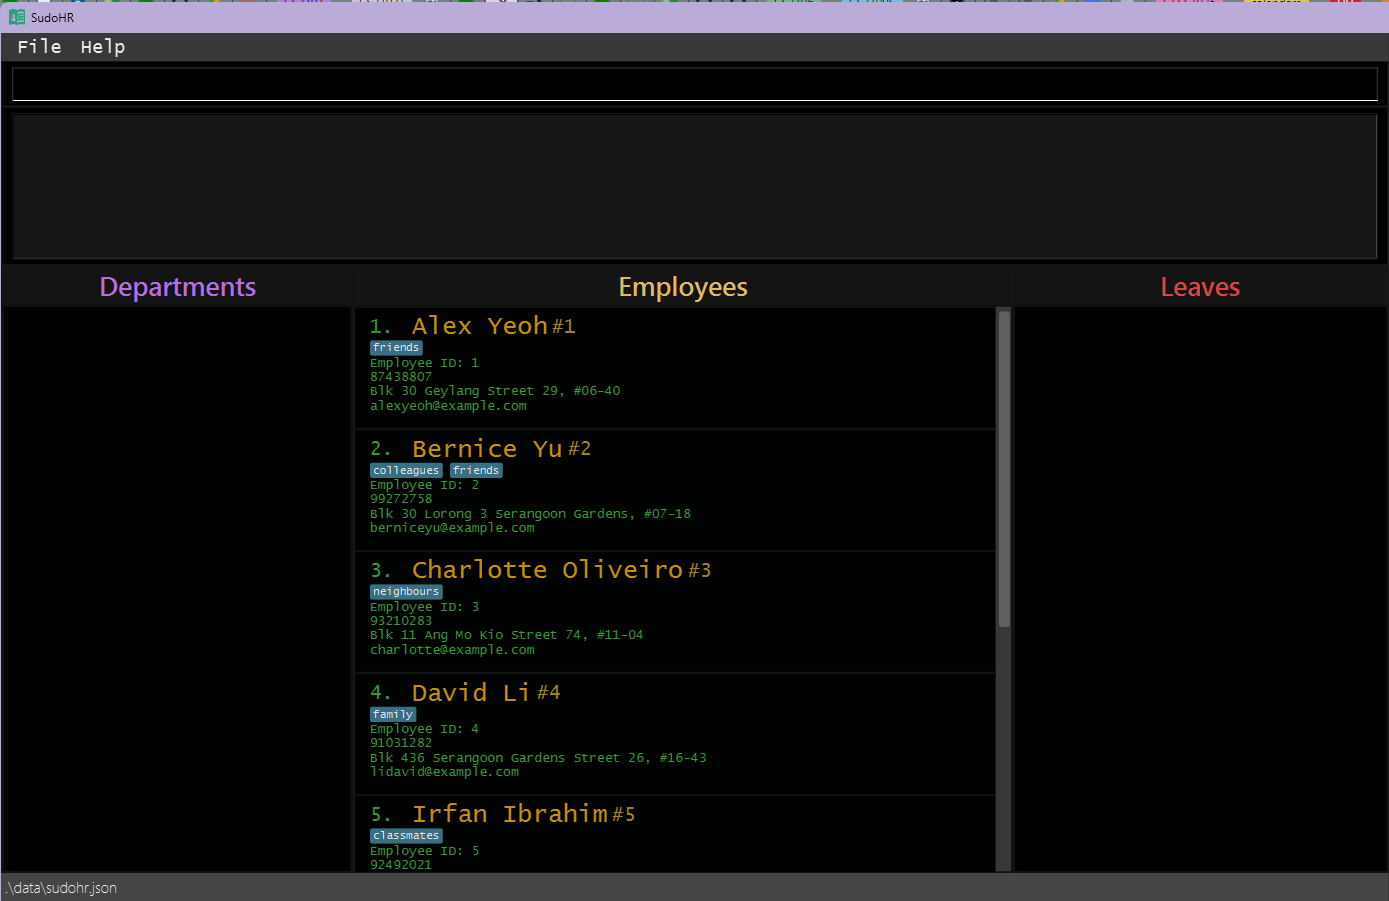 SudoHR
File Help
Departments
Employees
Leaves
1. Alex Yeoh #1
friends
Employee ID: 1
87438807
Blk 30 Geylang Street 29, #06-40
alexyeoh@example.com
2. Bernice Yu #2
colleagues friends
Employee ID: 2
99272758
Blk 30 Lorong 3 Serangoon Gardens, #07-18
berniceyu@example.com
3. Charlotte Oliveiro #3
neighbours
Employee ID: 3
93210283
Blk 11 Ang Mo Kio Street 74, #11-04
charlotte@example.com
4. David Li #4
family
Employee ID: 4
91031282
Blk 436 Serangoon Gardens Street 26, #16-43
lidavid@example.com
5. Irfan Ibrahim #5
classmates
Employee ID: 5
92492021
.\data\sudohr.json